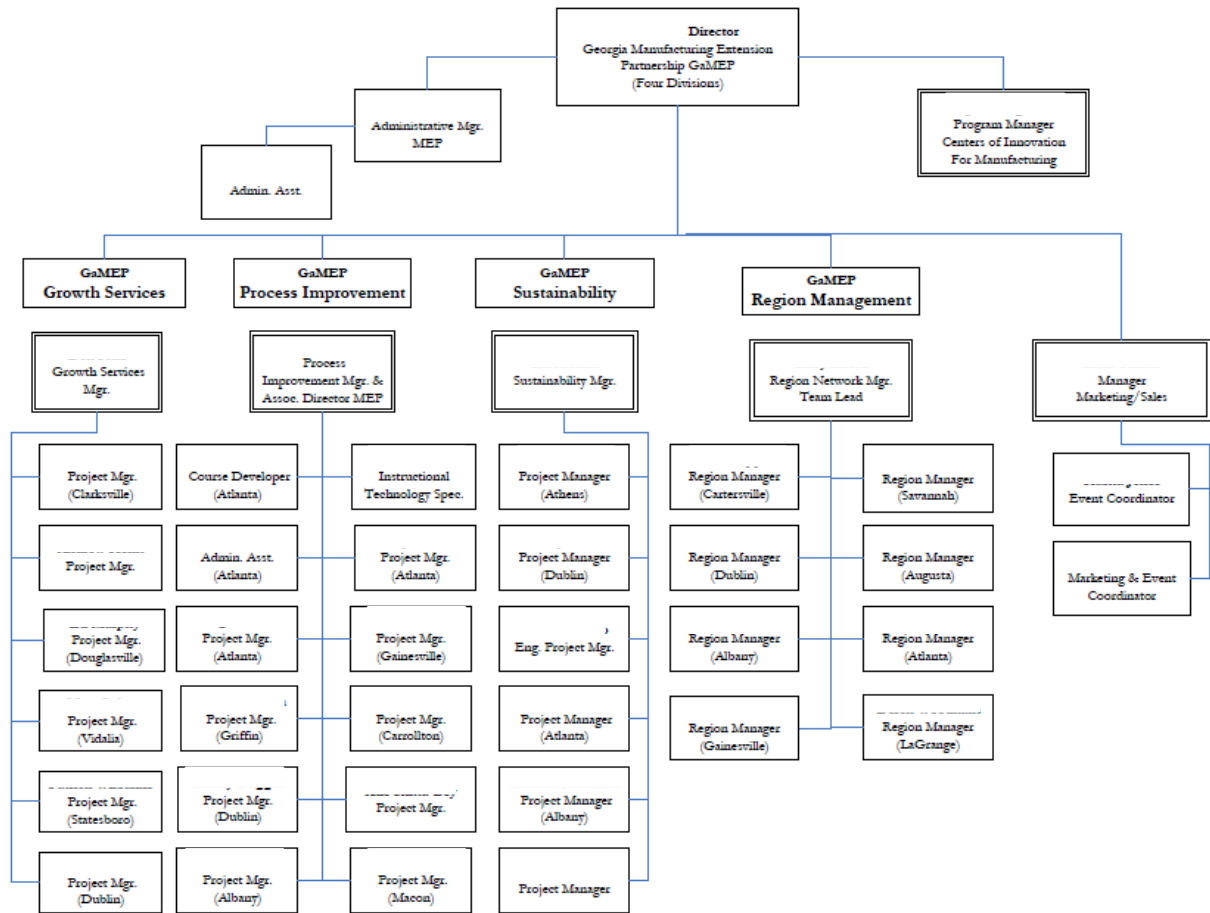 Director
Georgia Manufacturing Extension
Partnership GaMEP
(Four Divisions)
Administrative Mgr.
MEP
Program Manager
Centers of Innovation
For Manufacturing
Admin. Asst.
GaMEP
Growth Services
GaMEP
Process Improvement
GaMEP
Sustainability
GaMEP
Region Management
Growth Services
Mgr.
Process
Improvement Mgr. &
Assoc. Director MEP
Sustainability Mgr.
Region Network Mgr.
Team Lead
Manager
Marketing/Sales
Project Mgr.
(Clarksville)
Course Developer
(Atlanta)
Instructional
Technology Spec.
Project Manager
(Athens)
Region Manager
(Cartersville)
Region Manager
(Savannah)
Event Coordinator
Project Mgr.
Admin. Asst.
(Atlanta)
Project Mgr.
(Atlanta)
Project Manager
(Dublin)
Region Manager
(Dublin)
Region Manager
(Augusta)
Marketing & Event
Coordinator
Project Mgr.
(Douglasville)
Project Mgr.
(Atlanta)
Project Mgr.
(Gainesville)
Eng. Project Mgr.
Region Manager
(Albany)
Region Manager
(Atlanta)
Project Mgr.
(Vidalia)
Project Mgr.
(Griffin)
Project Mgr.
(Carrollton)
Project Manager
(Atlanta)
Region Manager
(Gainesville)
Region Manager
(LaGrange)
Project Mgr.
(Statesboro)
Project Mgr.
(Dublin)
Project Mgr.
Project Manager
(Albany)
Project Mgr.
(Dublin)
Project Mgr.
(Albany)
Project Mgr.
(Macon)
Project Manager